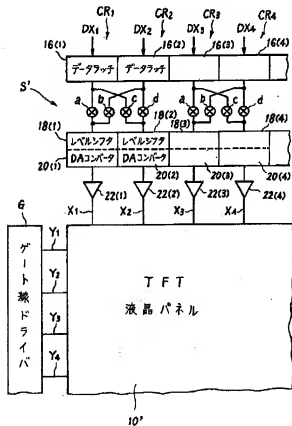 CR1 CR2 CR3 CR4
DX1 DX2 DX3 DX4
16(1) 16(2) 16(3) 16(4)
データラッチ データラッチ
S'
a b c d a b c d
18(1) 18(2) 18(3) 18(4)
レベルシフタ レベルシフタ
DAコンバータ DAコンバータ
20(1) 20(2) 20(3) 20(4)
22(1) 22(2) 22(3) 22(4)
X1 X2 X3 X4
G
ゲート線ドライバ
Y1
Y2
Y3
Y4
TFT
液晶パネル
10'